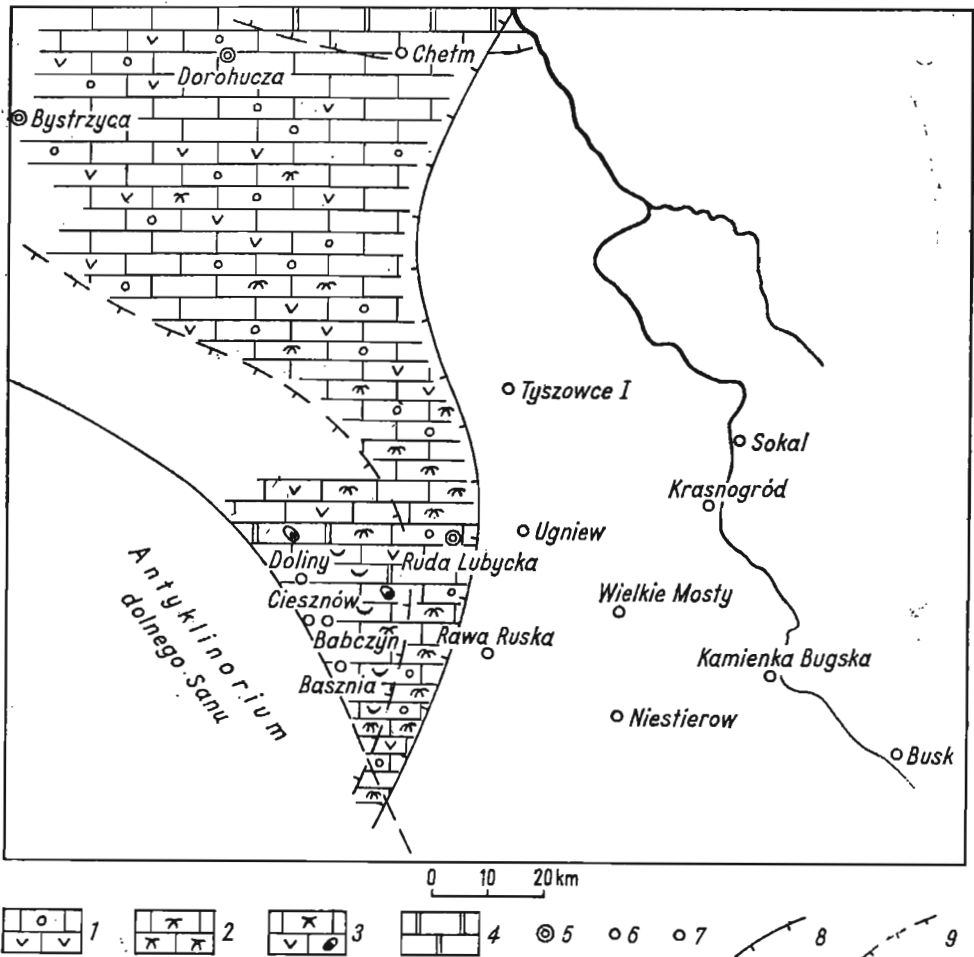 Chełm
Dorohucza
Bystrzyca
Tyszowce I
Sokal
Krasnogród
Ugniew
Doliny
Ruda Lubycka
Ciesznów
Wielkie Mosty
Babczyn
Rawa Ruska
Kamienka Bugska
Basznia
Niestierow
Busk
Antyklinorium
dolnego Sanu
0 10 20 km
1 2 3 4 5 6 7 8 9